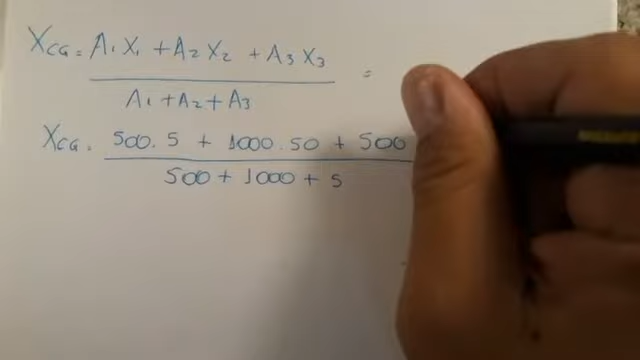 XCG = A1X1 + A2X2 + A3X3 =
A1 + A2 + A3
XCG = 500.5 + 1000.50 + 500
500 + 1000 + 5